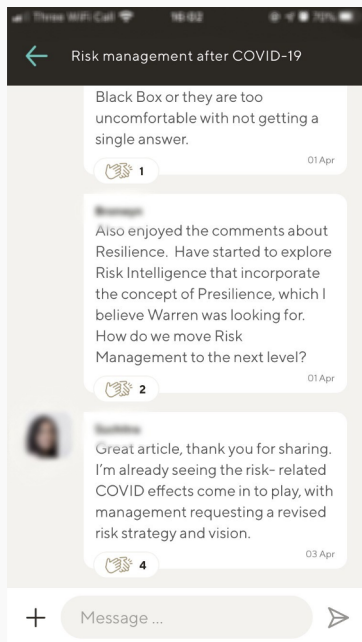 Three WiFi Call
16:02
70%
Risk management after COVID-19
Black Box or they are too
uncomfortable with not getting a
single answer.
01 Apr
1
Also enjoyed the comments about
Resilience. Have started to explore
Risk Intelligence that incorporate
the concept of Presilience, which I
believe Warren was looking for.
How do we move Risk
Management to the next level?
01 Apr
2
Great article, thank you for sharing.
I'm already seeing the risk- related
COVID effects come in to play, with
management requesting a revised
risk strategy and vision.
03 Apr
4
Message ...